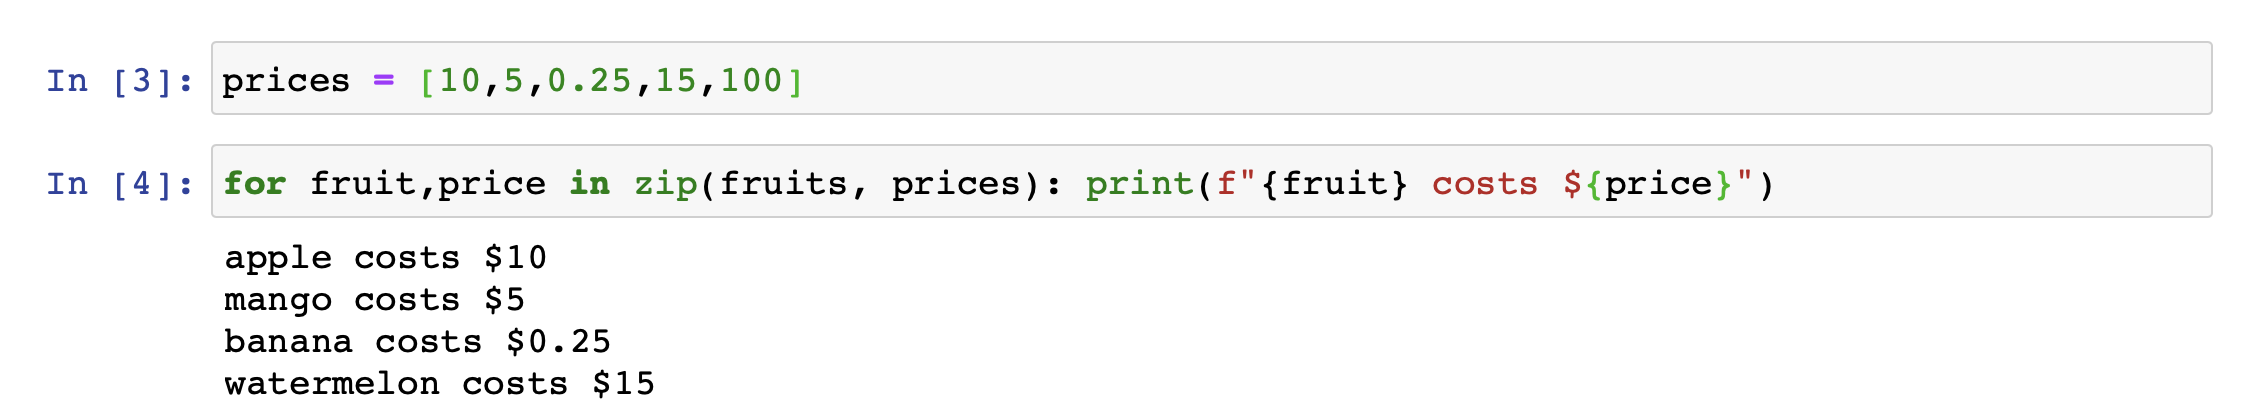 In [3]: prices = [10,5,0.25,15,100]
In [4]: for fruit,price in zip(fruits, prices): print(f"{fruit} costs ${price}")
apple costs $10
mango costs $5
banana costs $0.25
watermelon costs $15